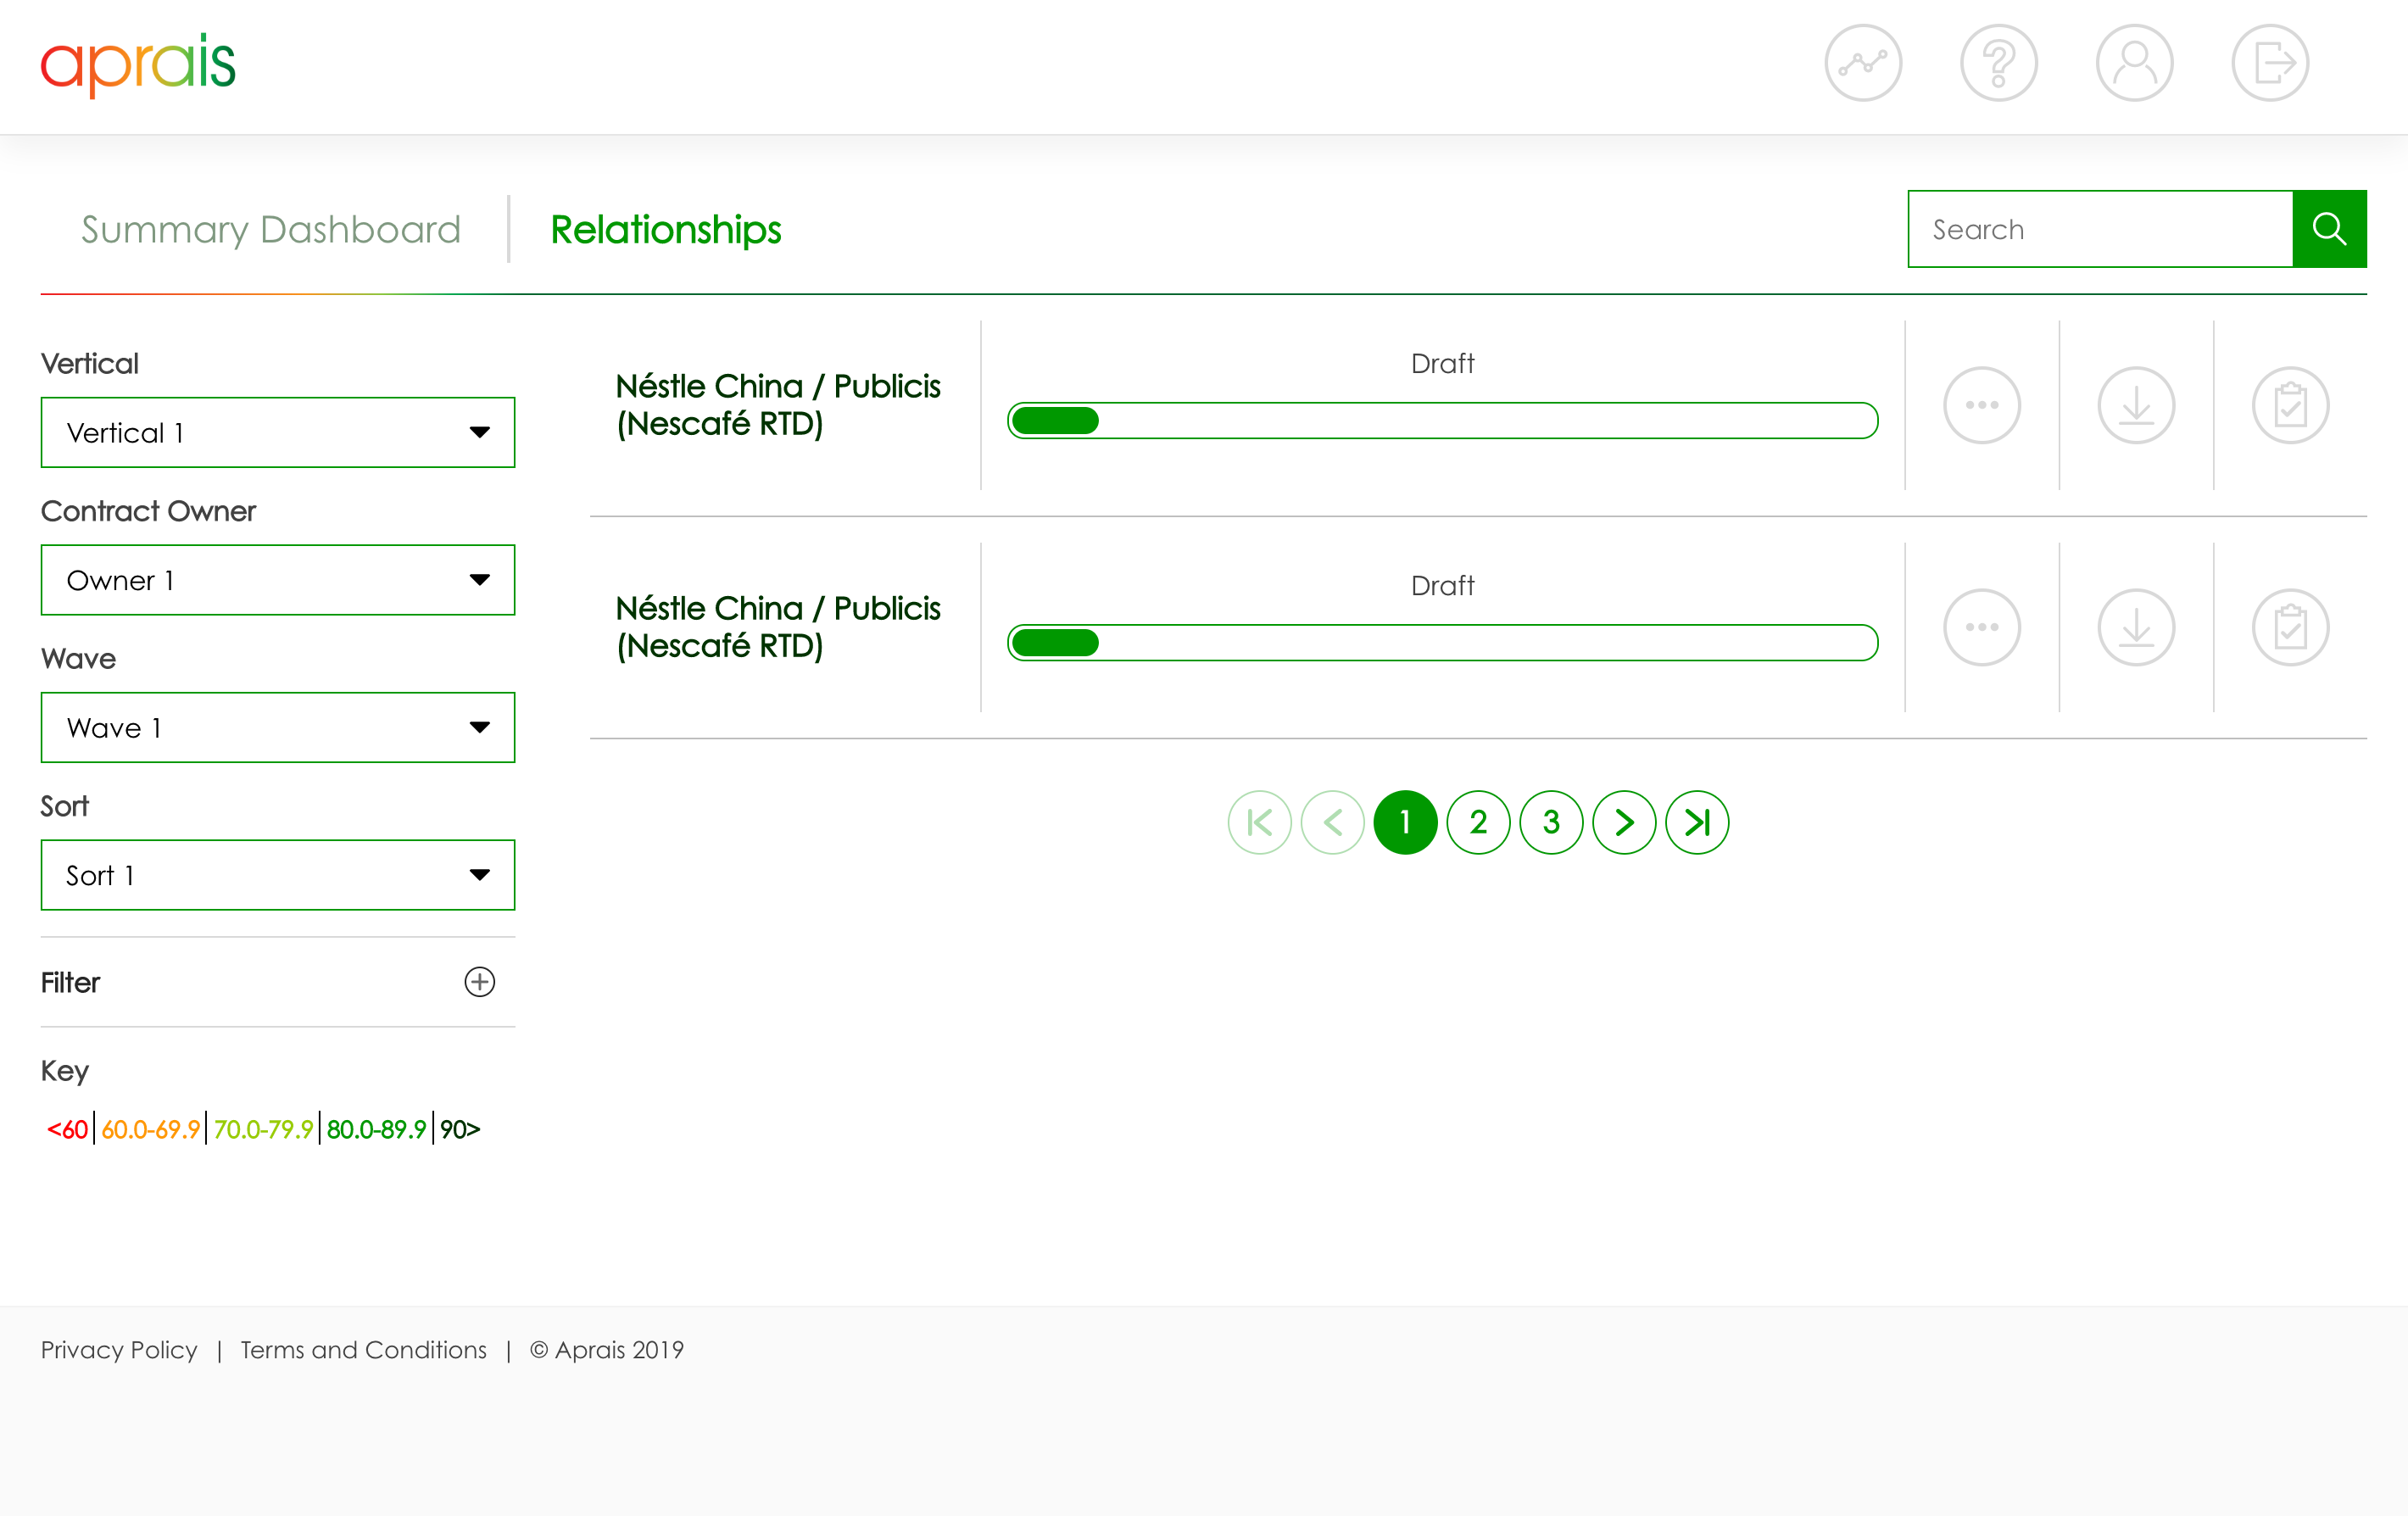 aprais
Summary Dashboard
Relationships
Search
Vertical
Vertical 1
Contract Owner
Owner 1
Wave
Wave 1
Sort
Sort 1
Filter
Key
<60 60.0-69.9 70.0-79.9 80.0-89.9 90>
Draft
Néstle China / Publicis
(Nescafé RTD)
Draft
Néstle China / Publicis
(Nescafé RTD)
1 2 3
Privacy Policy | Terms and Conditions | © Aprais 2019